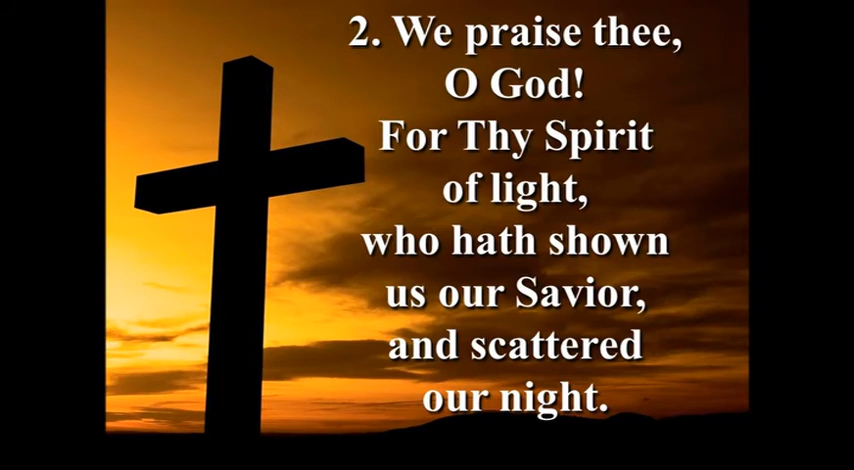 2. We praise thee,
O God!
For Thy Spirit
of light,
who hath shown
us our Savior,
and scattered
our night.